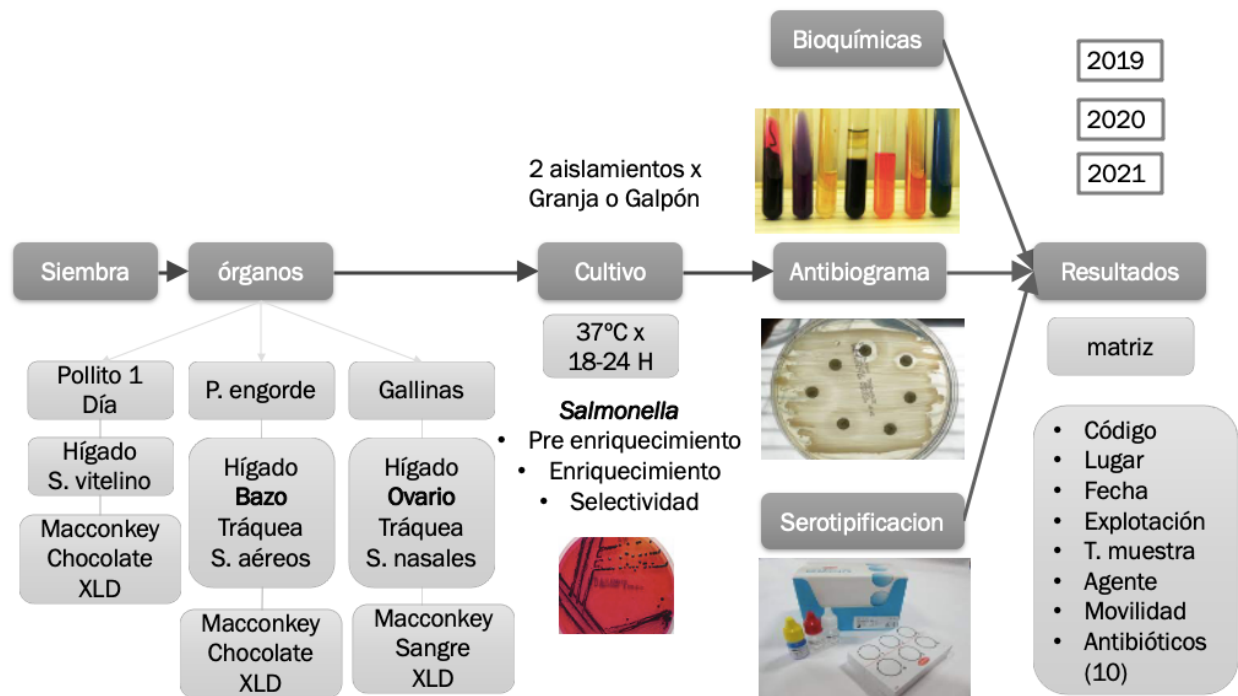 Bioquímicas
2019
2020
2021
2 aislamientos x
Granja o Galpón
Siembra
órganos
Cultivo
Antibiograma
Resultados
37ºC x
18-24 H
matriz
Pollito 1
Día
P. engorde
Gallinas
Hígado
S. vitelino
Hígado
Bazo
Tráquea
S. aéreos
Hígado
Ovario
Tráquea
S. nasales
Macconkey
Chocolate
XLD
Macconkey
Chocolate
XLD
Macconkey
Sangre
XLD
Salmonella
• Pre enriquecimiento
• Enriquecimiento
• Selectividad
Serotipificacion
• Código
• Lugar
• Fecha
• Explotación
• T. muestra
• Agente
• Movilidad
• Antibióticos
(10)